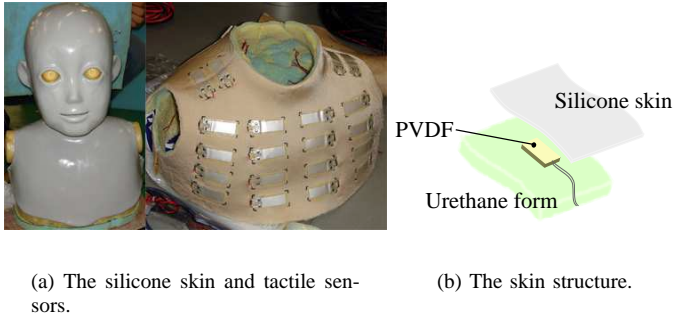 Silicone skin
PVDF
Urethane form
(a) The silicone skin and tactile sen-
sors.
(b) The skin structure.